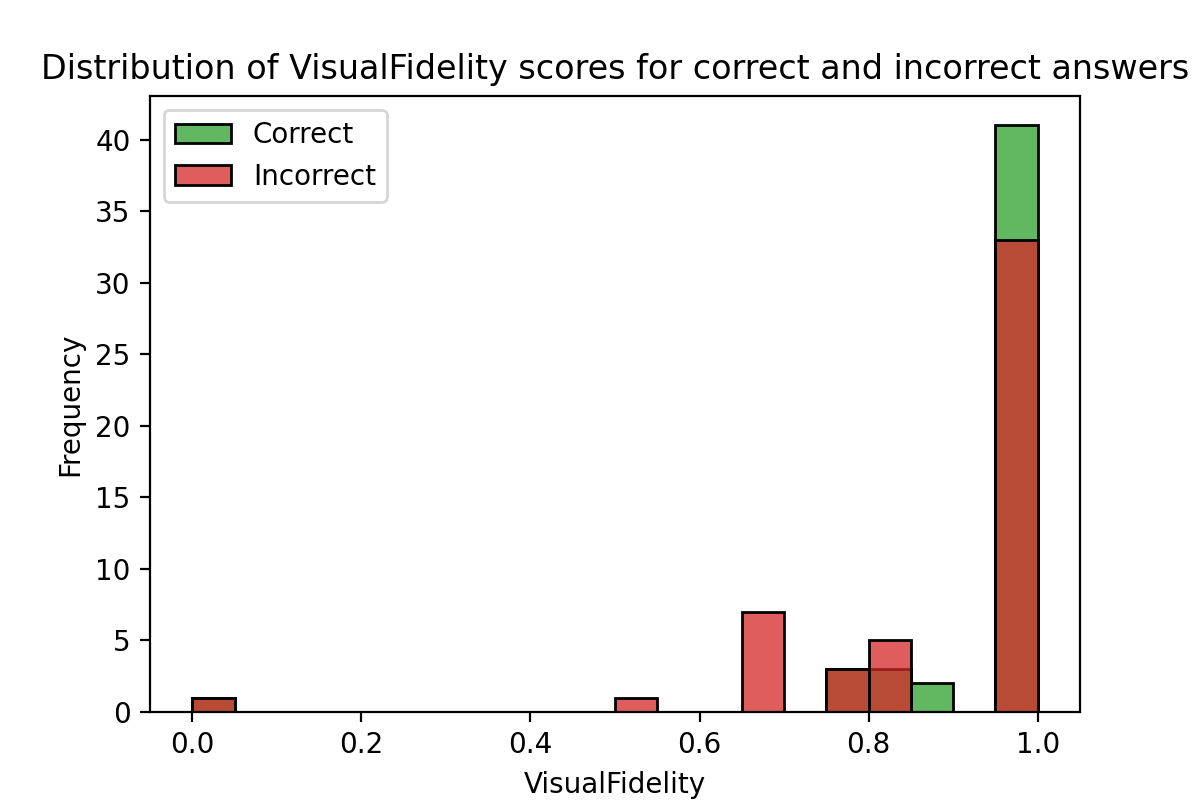 Distribution of VisualFidelity scores for correct and incorrect answers
Correct
Incorrect
40
35
30
25
20
15
10
5
0
Frequency
0.0 0.2 0.4 0.6 0.8 1.0
VisualFidelity